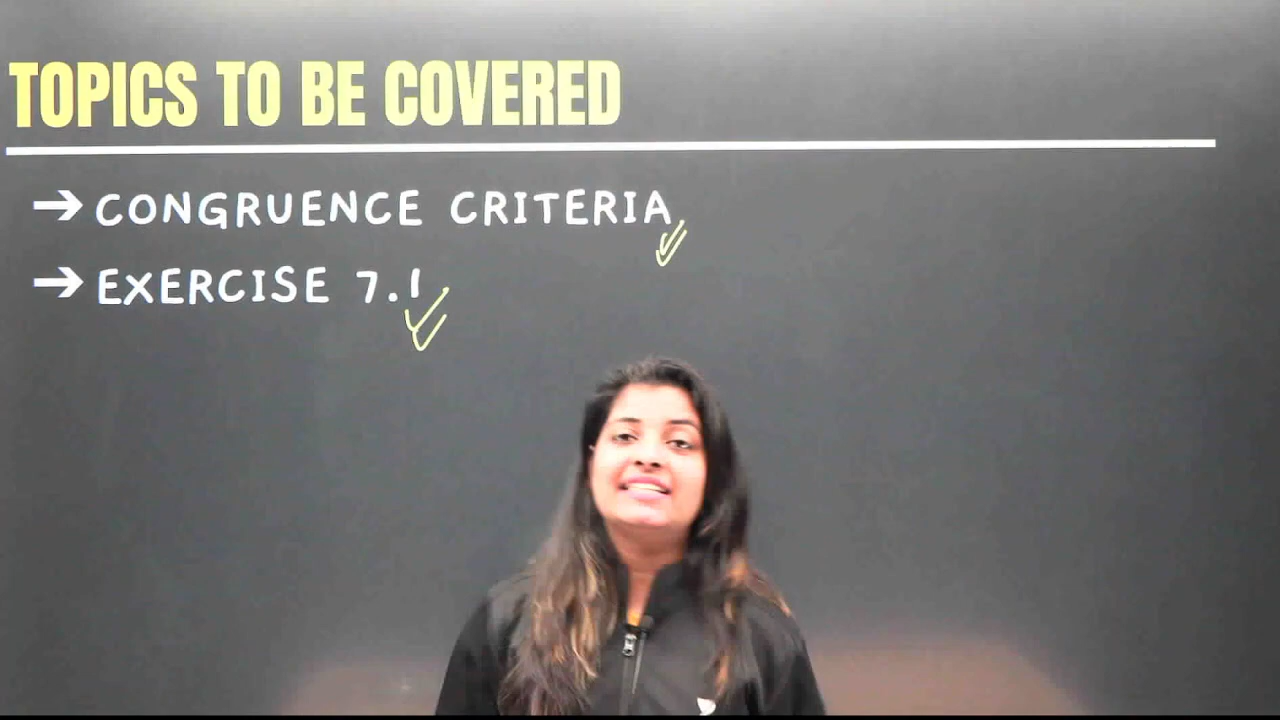 TOPICS TO BE COVERED
→ CONGRUENCE CRITERIA
→ EXERCISE 7.1